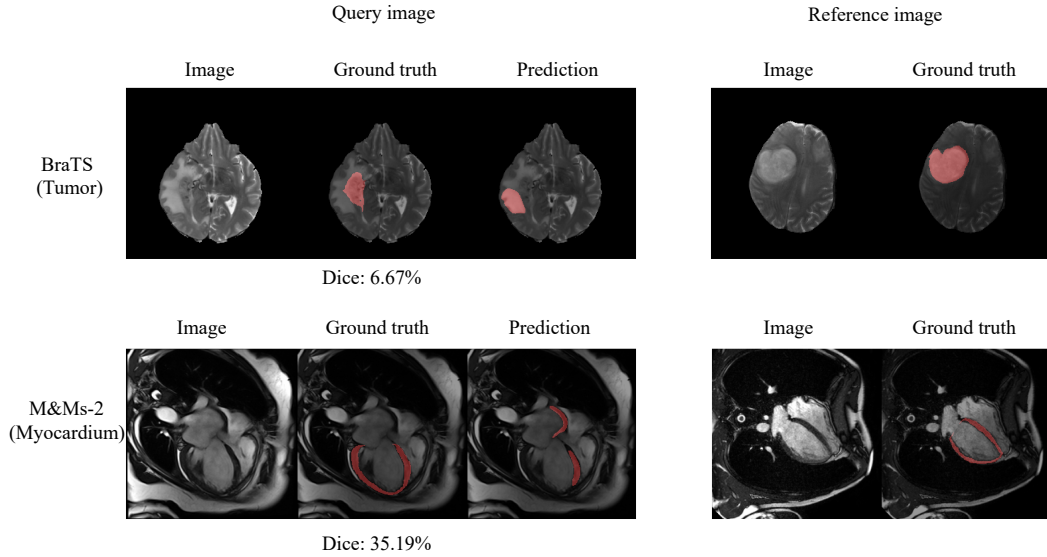 Query image
Reference image
Image
Ground truth
Prediction
Image
Ground truth
BraTS
(Tumor)
Dice: 6.67%
Image
Ground truth
Prediction
Image
Ground truth
M&Ms-2
(Myocardium)
Dice: 35.19%